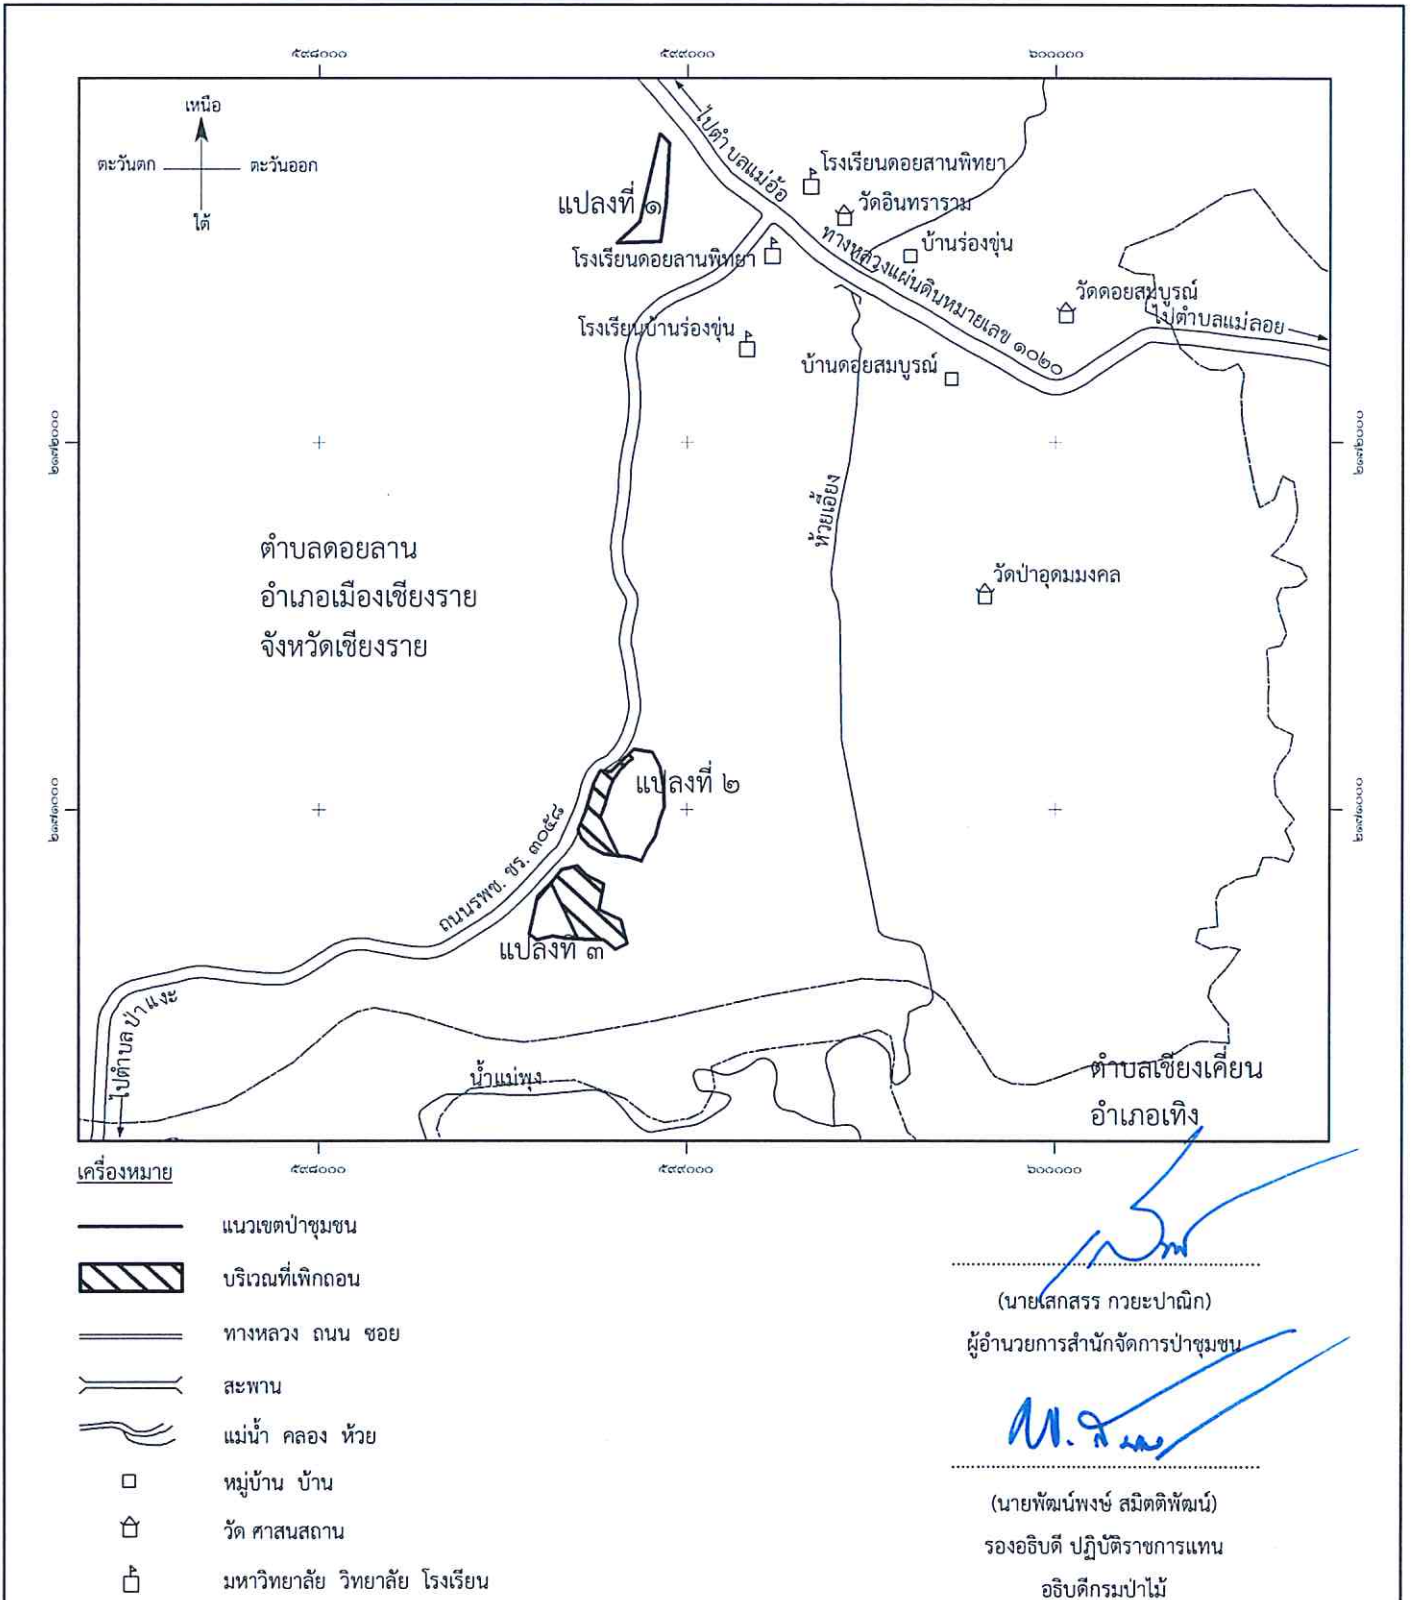 ๕๙๘๐๐๐
๕๙๙๐๐๐
๖๐๐๐๐๐
เหนือ
ตะวันตก
ตะวันออก
ใต้
ไปตำบลแม่อ้อ
โรงเรียนดอยสานพิทยา
แปลงที่ ๑
วัดอินทราราม
บ้านร่องขุ่น
ทางหลวงแผ่นดินหมายเลข ๑๐๒๐
โรงเรียนดอยลานพิทยา
วัดดอยสมบูรณ์
ไปตำบลแม่ลอย
โรงเรียนบ้านร่องขุ่น
บ้านดอยสมบูรณ์
๒๑๗๒๐๐๐
๒๑๗๒๐๐๐
ห้วยเอี้ยง
ตำบลดอยลาน
อำเภอเมืองเชียงราย
จังหวัดเชียงราย
วัดป่าอุดมมงคล
แปลงที่ ๒
๒๑๗๑๐๐๐
๒๑๗๑๐๐๐
ถนนรพช. ชร. ๓๐๕๘
แปลงที่ ๓
ไปตำบลป่าแงะ
น้ำแม่พุง
ตำบลเชียงเคี่ยน
อำเภอเทิง
๕๙๘๐๐๐
๕๙๙๐๐๐
๖๐๐๐๐๐
เครื่องหมาย
แนวเขตป่าชุมชน
บริเวณที่เพิกถอน
ทางหลวง ถนน ซอย
สะพาน
แม่น้ำ คลอง ห้วย
หมู่บ้าน บ้าน
วัด ศาสนสถาน
มหาวิทยาลัย วิทยาลัย โรงเรียน
(นายเสกสรร กวยะปาณิก)
ผู้อำนวยการสำนักจัดการป่าชุมชน
(นายพัฒน์พงษ์ สมิตติพัฒน์)
รองอธิบดี ปฏิบัติราชการแทน
อธิบดีกรมป่าไม้